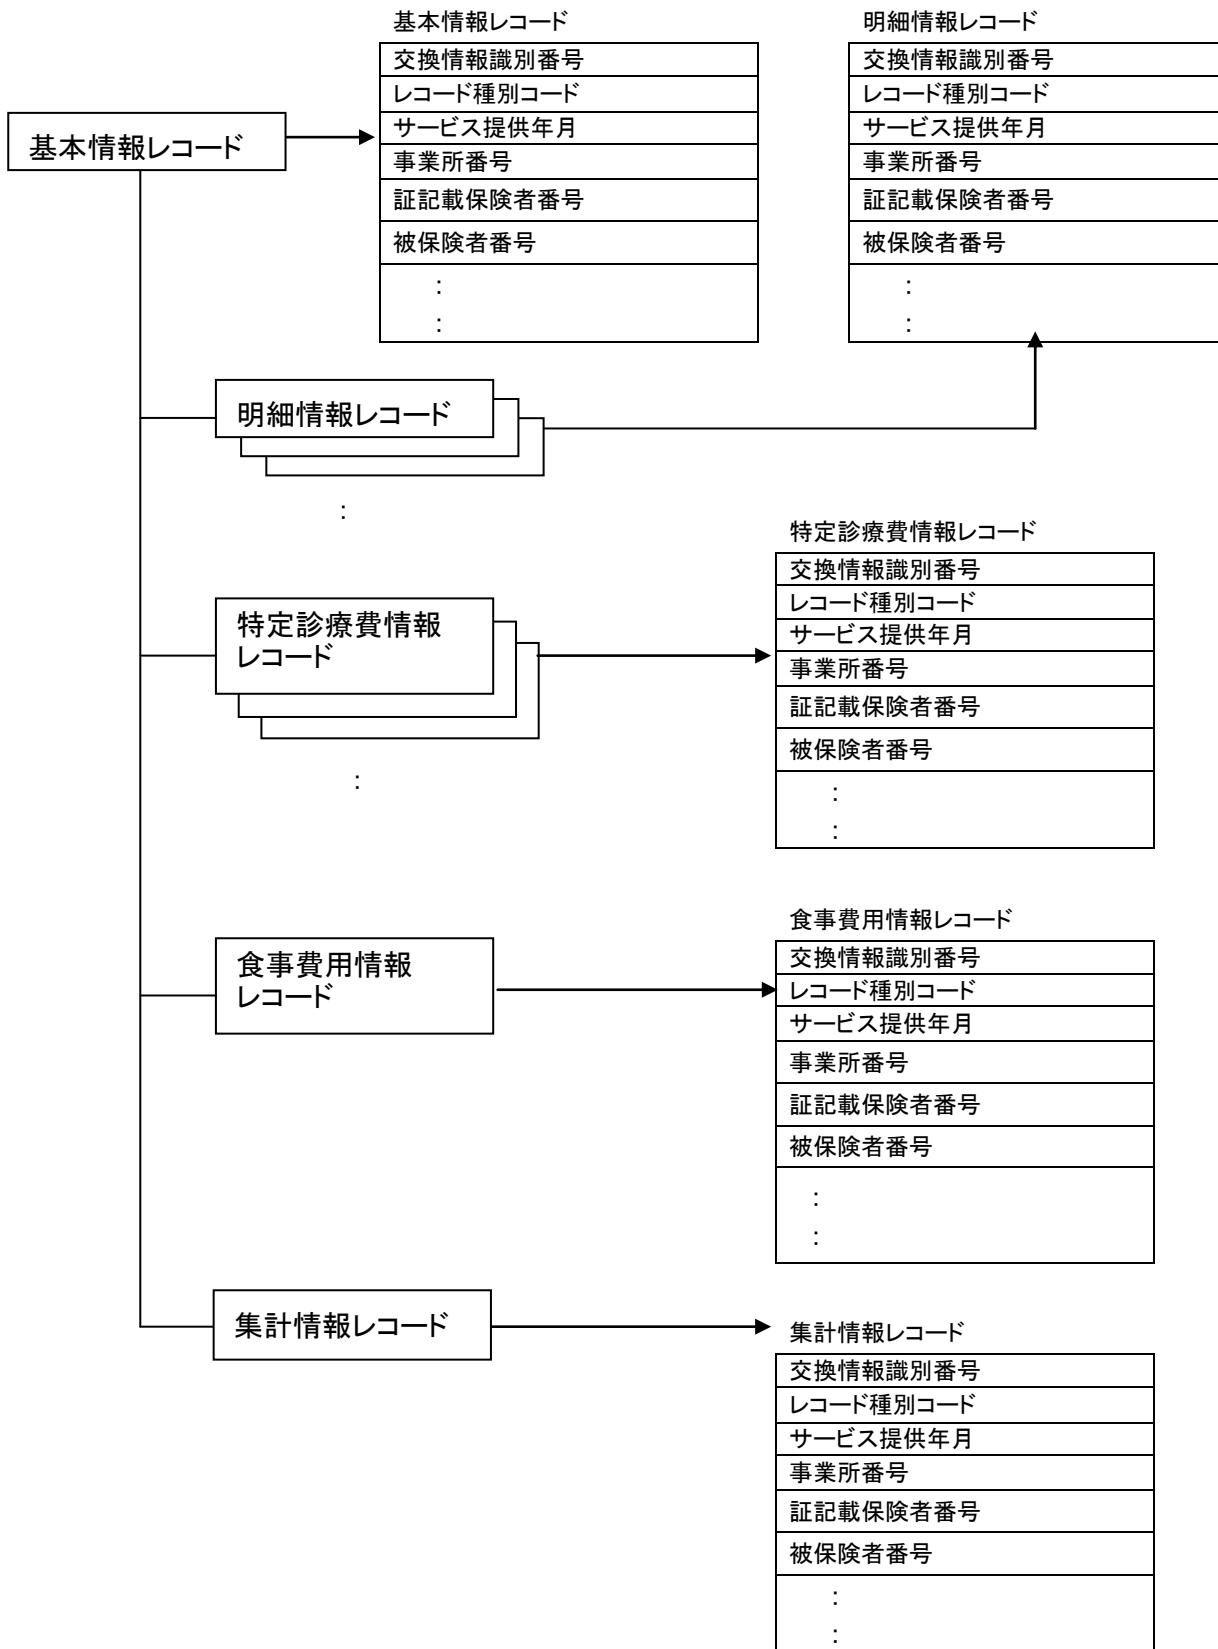 基本情報レコード
基本情報レコード
交換情報識別番号
レコード種別コード
サービス提供年月
事業所番号
証記載保険者番号
被保険者番号
:
:
明細情報レコード
交換情報識別番号
レコード種別コード
サービス提供年月
事業所番号
証記載保険者番号
被保険者番号
:
:
明細情報レコード
:
特定診療費情報
レコード
:
特定診療費情報レコード
交換情報識別番号
レコード種別コード
サービス提供年月
事業所番号
証記載保険者番号
被保険者番号
:
:
食事費用情報
レコード
食事費用情報レコード
交換情報識別番号
レコード種別コード
サービス提供年月
事業所番号
証記載保険者番号
被保険者番号
:
:
集計情報レコード
集計情報レコード
交換情報識別番号
レコード種別コード
サービス提供年月
事業所番号
証記載保険者番号
被保険者番号
:
: